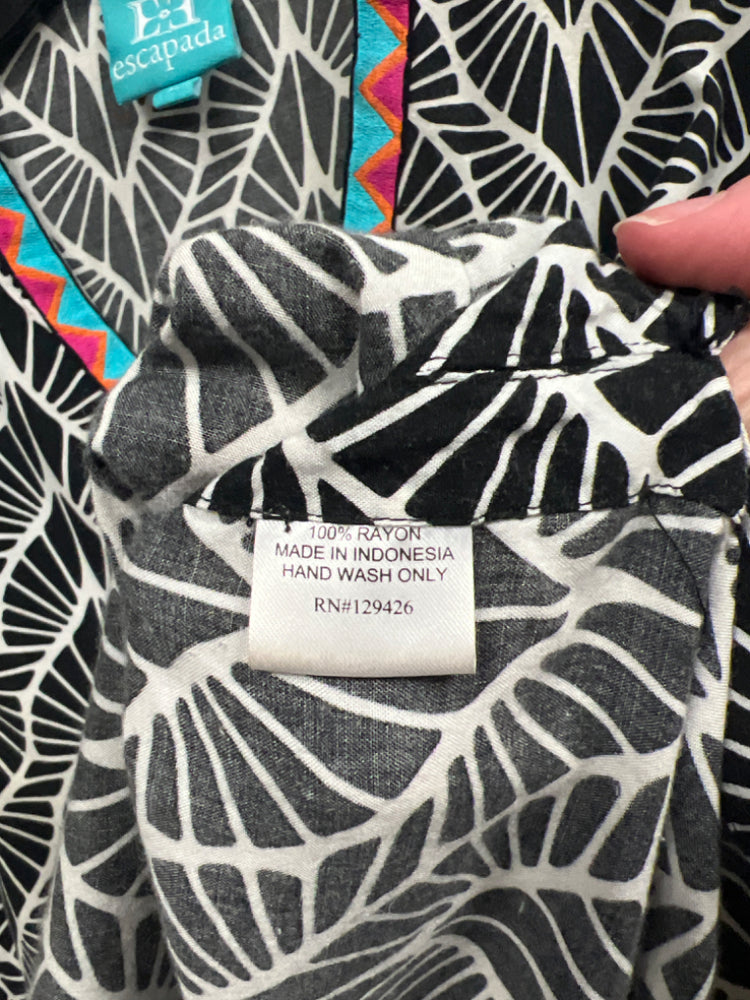 escapada
100% RAYON
MADE IN INDONESIA
HAND WASH ONLY
RN#129426